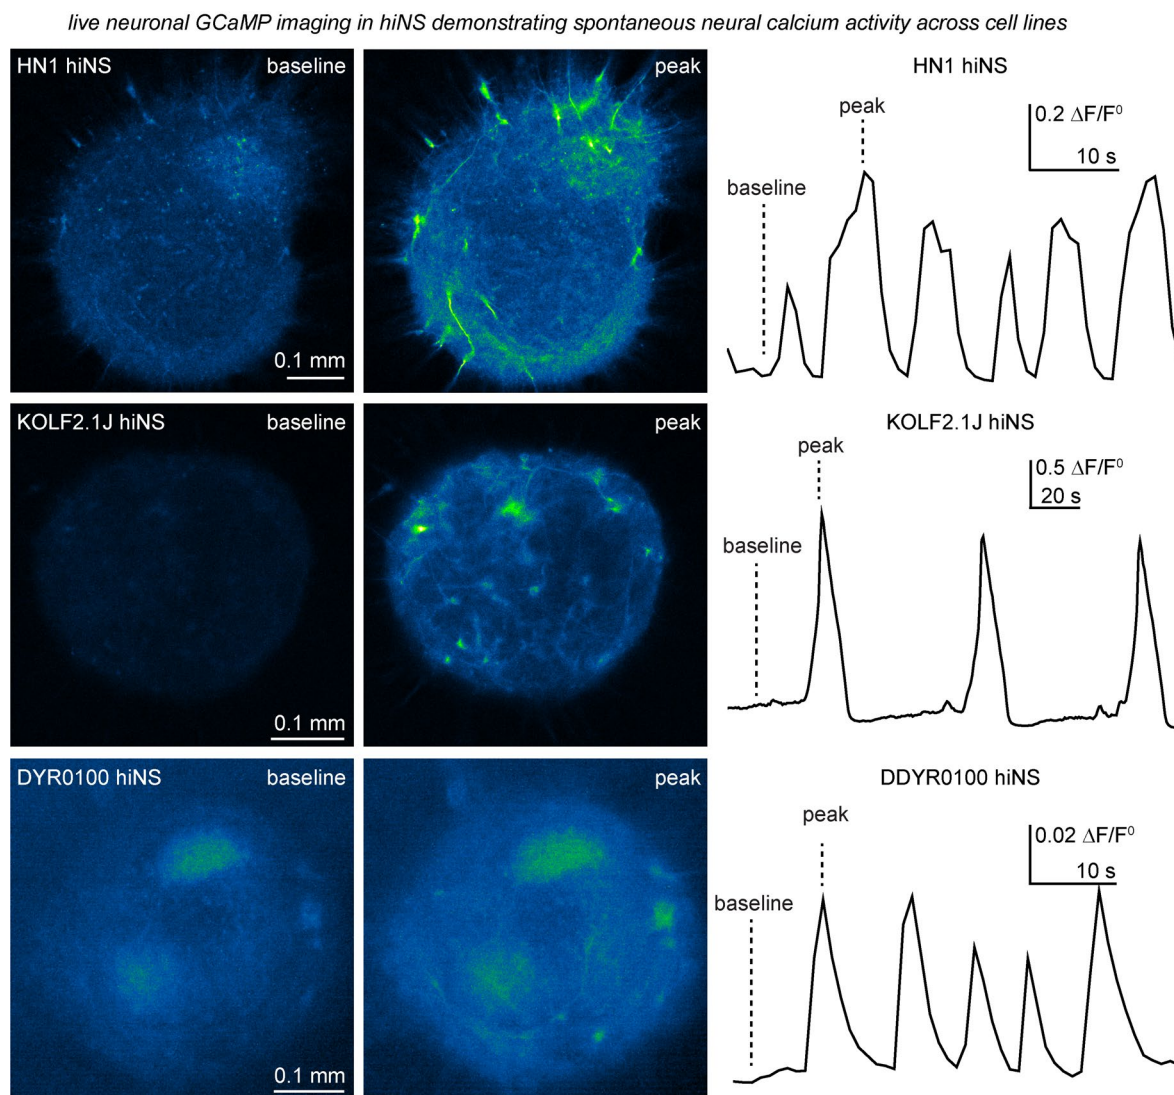 live neuronal GCaMP imaging in hiNS demonstrating spontaneous neural calcium activity across cell lines
HN1 hiNS baseline
0.1 mm
peak
HN1 hiNS
peak
baseline
0.2 ΔF/F⁰
10 s
KOLF2.1J hiNS baseline
0.1 mm
peak
KOLF2.1J hiNS
peak
baseline
0.5 ΔF/F⁰
20 s
DYR0100 hiNS baseline
0.1 mm
peak
DDYR0100 hiNS
peak
baseline
0.02 ΔF/F⁰
10 s